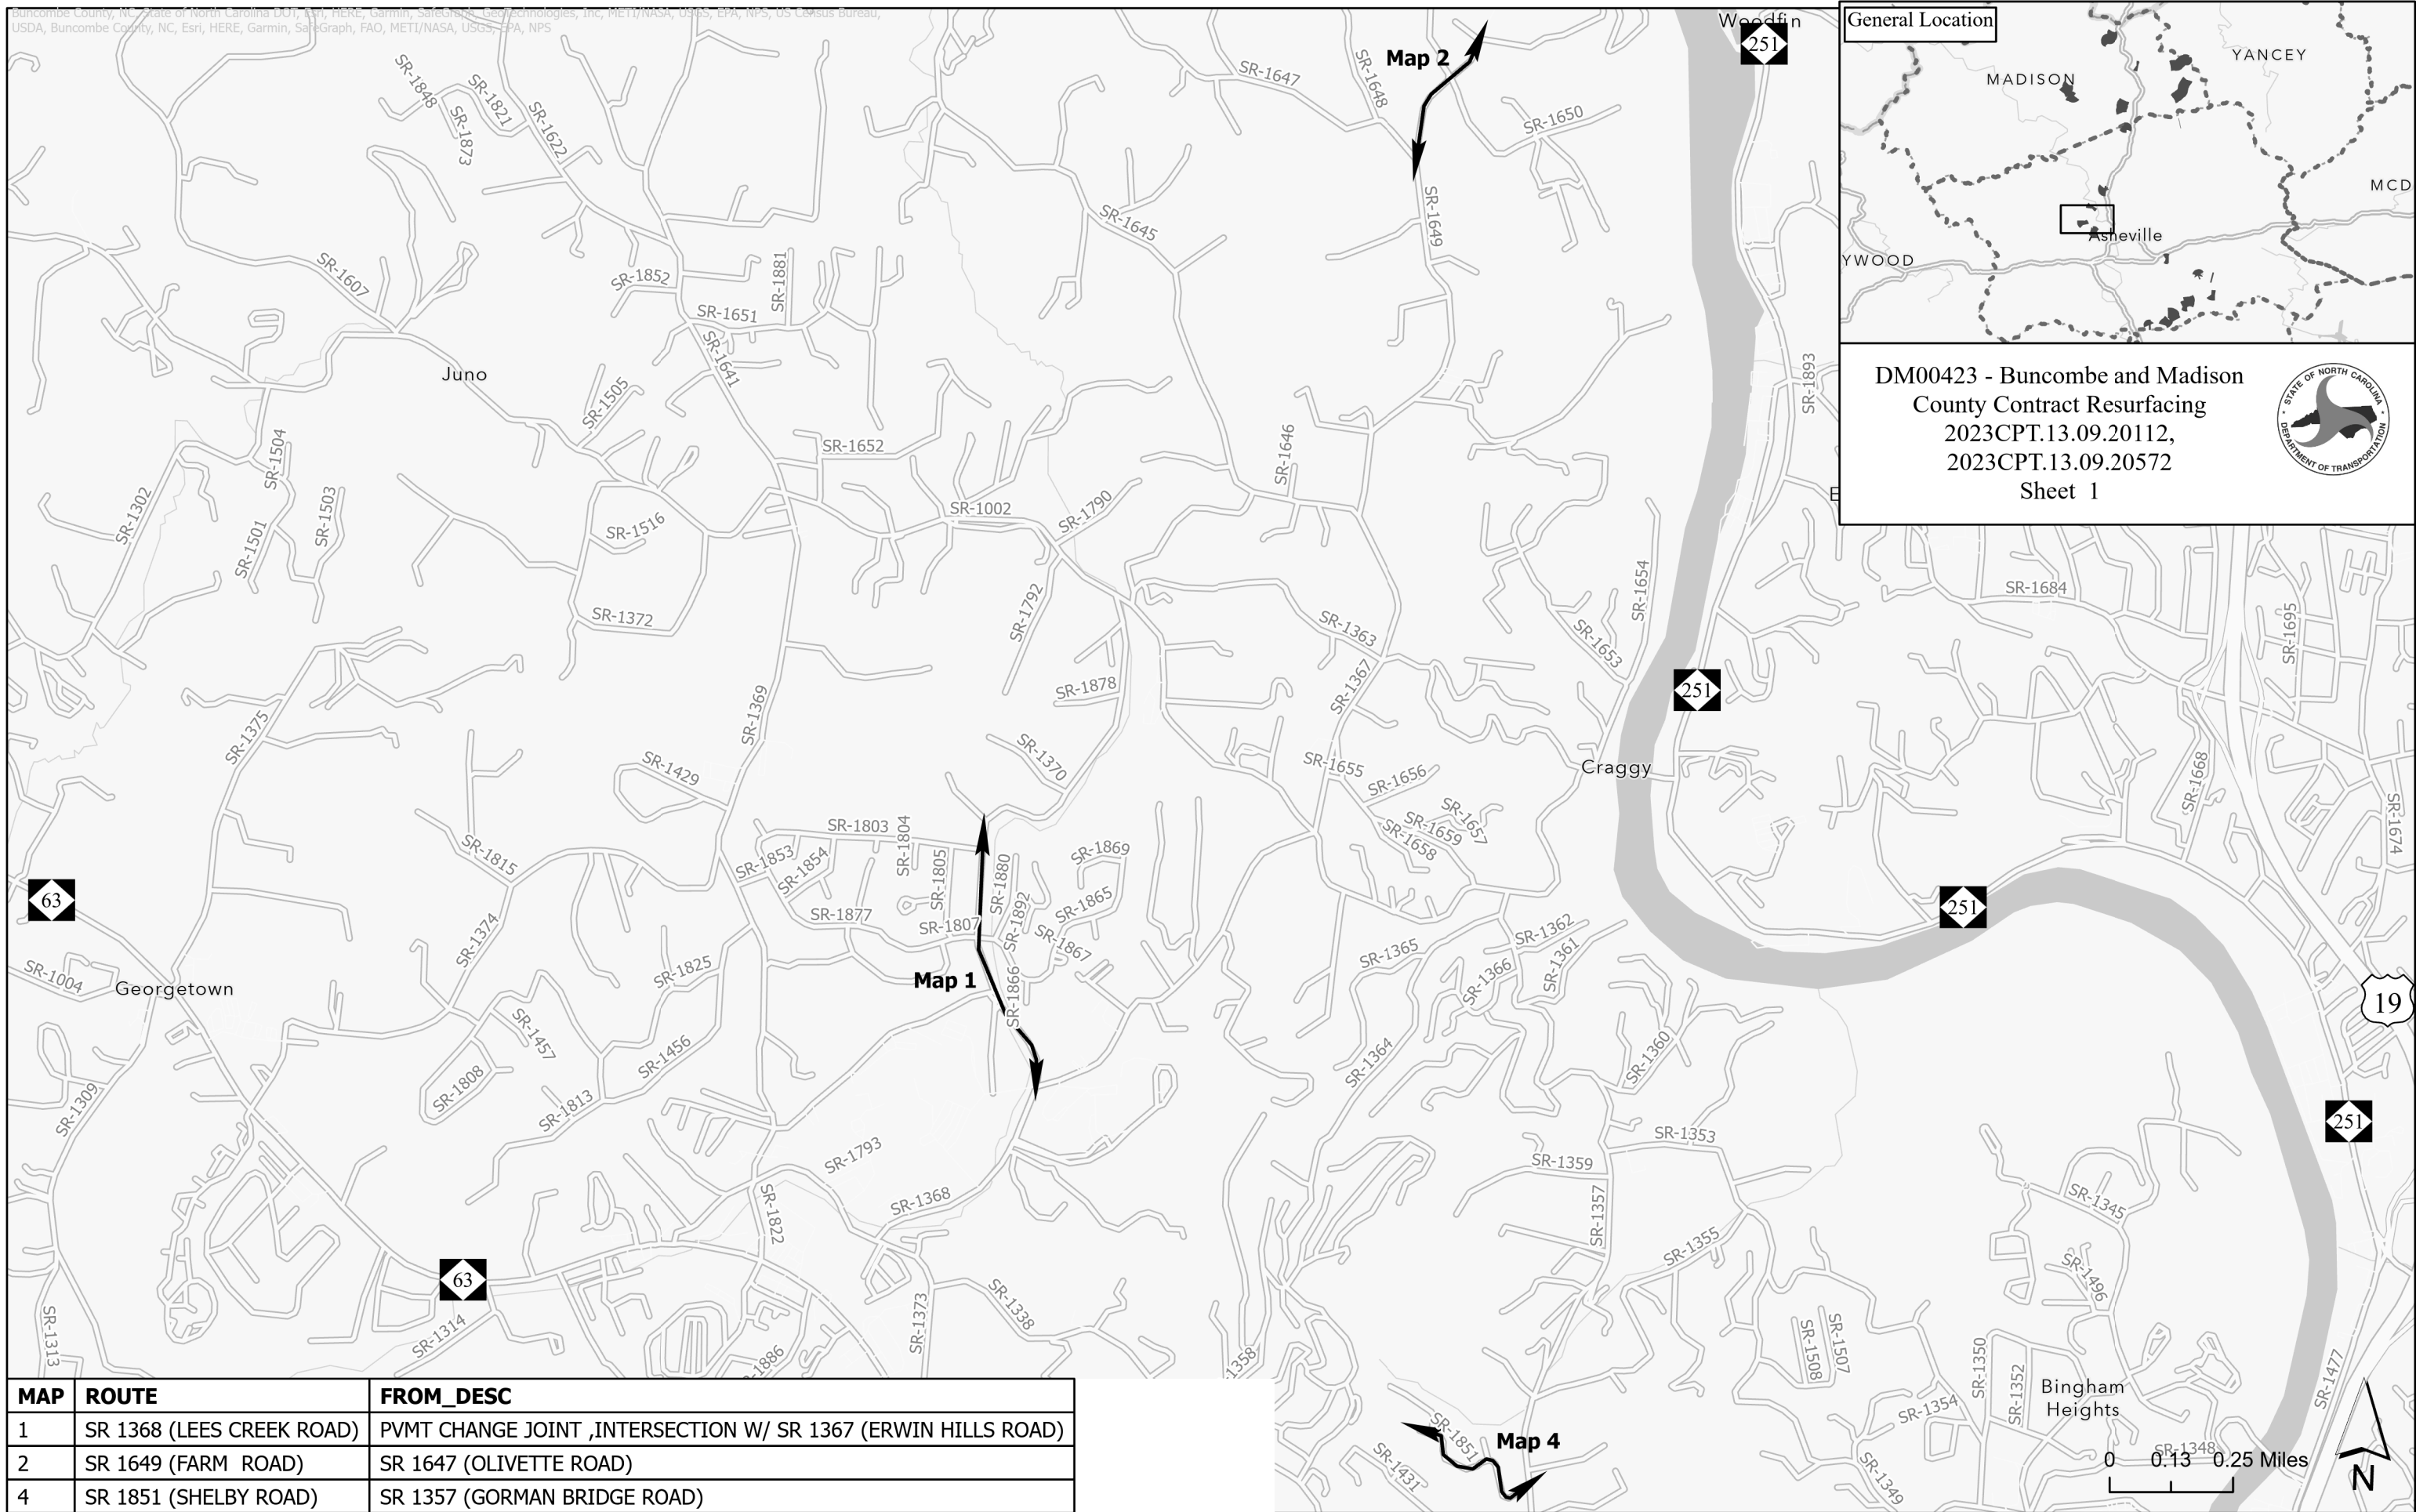 Buncombe County, NC, State of North Carolina DOT, Esri, HERE, Garmin, SafeGraph, GeoTechnologies, Inc, METI/NASA, USGS, EPA, NPS, US Census Bureau,
USDA, Buncombe County, NC, Esri, HERE, Garmin, SafeGraph, FAO, METI/NASA, USGS, EPA, NPS
Woodfin
251
Map 2
SR-1647
SR-1648
SR-1650
SR-1649
SR-1848
SR-1821
SR-1873
SR-1622
SR-1645
SR-1607
SR-1852
SR-1881
SR-1651
SR-1641
Juno
SR-1505
SR-1893
SR-1504
SR-1652
SR-1646
SR-1302
SR-1503
SR-1501
SR-1516
SR-1002
SR-1790
SR-1372
SR-1792
SR-1363
SR-1654
SR-1653
SR-1684
SR-1695
SR-1878
SR-1367
251
SR-1369
SR-1375
SR-1429
SR-1370
SR-1655
SR-1656
Craggy
SR-1668
SR-1657
SR-1659
SR-1658
SR-1674
SR-1815
SR-1803
SR-1804
SR-1853
SR-1854
SR-1805
SR-1880
SR-1869
63
SR-1877
SR-1807
SR-1892
SR-1865
SR-1867
251
SR-1374
SR-1825
Map 1
SR-1866
SR-1365
SR-1362
SR-1361
SR-1366
SR-1004
Georgetown
19
SR-1457
SR-1456
SR-1808
SR-1813
SR-1309
SR-1364
SR-1360
251
SR-1793
SR-1368
SR-1822
SR-1353
SR-1359
SR-1357
SR-1355
SR-1345
SR-1496
63
SR-1313
SR-1314
SR-1373
SR-1338
SR-1508
SR-1507
SR-1350
SR-1352
SR-1354
SR-1349
SR-1348
SR-1477
Bingham
Heights
SR-1851
SR-1431
Map 4
0 0.13 0.25 Miles
N
General Location
MADISON
YANCEY
MCD
Asheville
YWOOD
DM00423 - Buncombe and Madison
County Contract Resurfacing
2023CPT.13.09.20112,
2023CPT.13.09.20572
Sheet 1
STATE OF NORTH CAROLINA
DEPARTMENT OF TRANSPORTATION
MAP ROUTE FROM_DESC
1 SR 1368 (LEES CREEK ROAD) PVMT CHANGE JOINT ,INTERSECTION W/ SR 1367 (ERWIN HILLS ROAD)
2 SR 1649 (FARM ROAD) SR 1647 (OLIVETTE ROAD)
4 SR 1851 (SHELBY ROAD) SR 1357 (GORMAN BRIDGE ROAD)